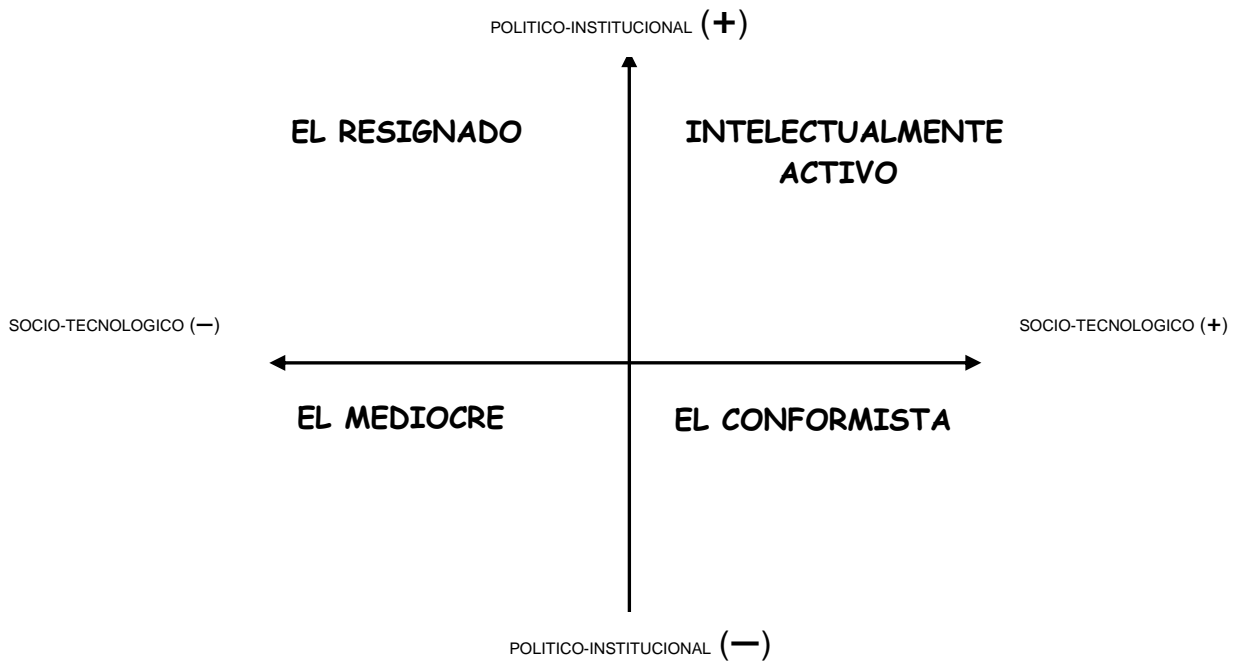 POLITICO-INSTITUCIONAL (+)
EL RESIGNADO
INTELECTUALMENTE
ACTIVO
SOCIO-TECNOLOGICO (—)
SOCIO-TECNOLOGICO (+)
EL MEDIOCRE
EL CONFORMISTA
POLITICO-INSTITUCIONAL (—)